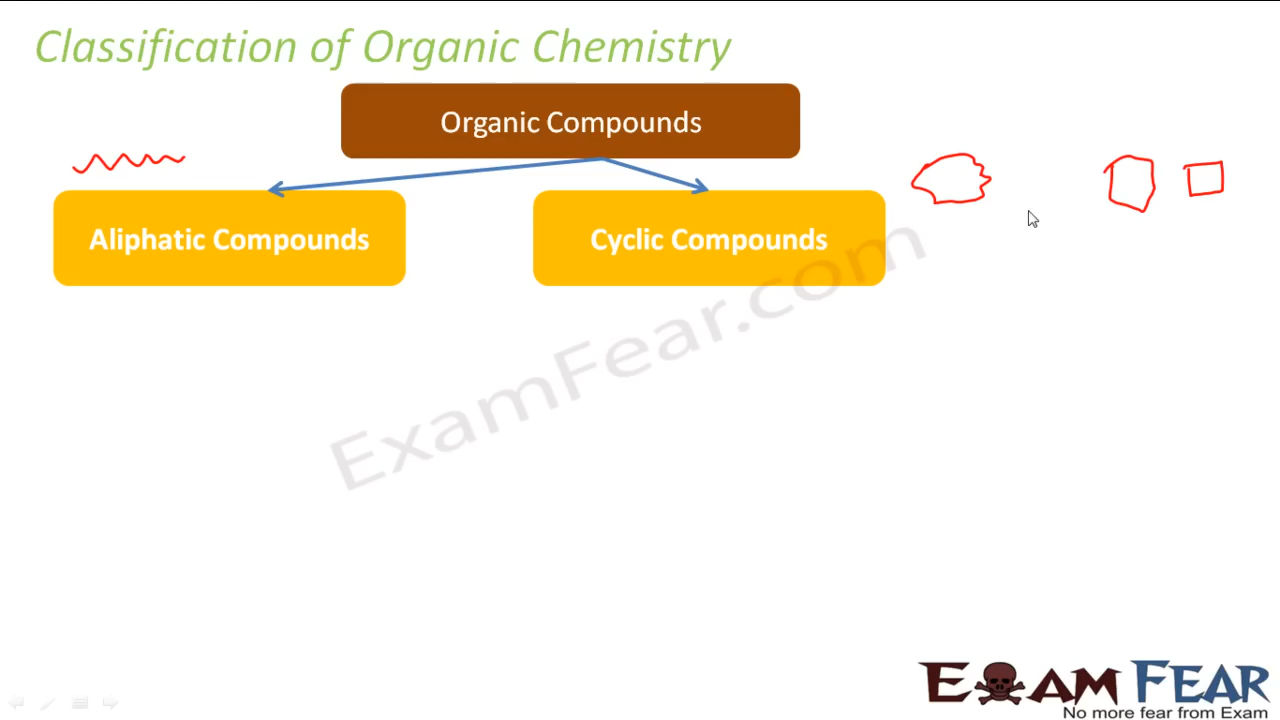 Classification of Organic Chemistry
Organic Compounds
Aliphatic Compounds
Cyclic Compounds
ExamFear.com
EXAM FEAR
No more fear from Exam